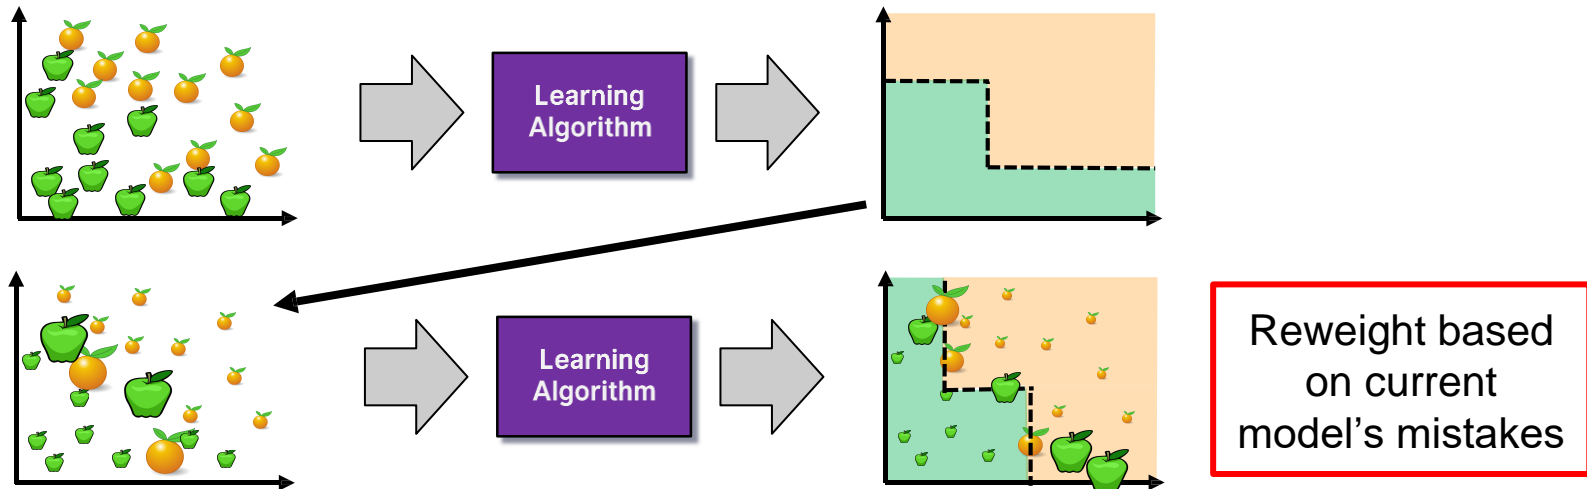 Learning
Algorithm
Learning
Algorithm
Reweight based
on current
model’s mistakes